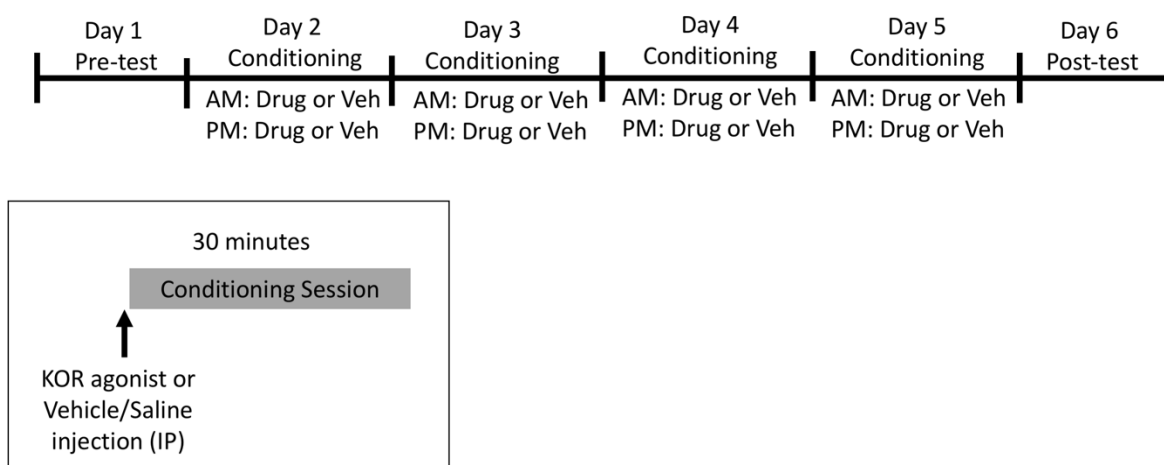 Day 1
Pre-test
Day 2
Conditioning
AM: Drug or Veh
PM: Drug or Veh
Day 3
Conditioning
AM: Drug or Veh
PM: Drug or Veh
Day 4
Conditioning
AM: Drug or Veh
PM: Drug or Veh
Day 5
Conditioning
AM: Drug or Veh
PM: Drug or Veh
Day 6
Post-test
30 minutes
Conditioning Session
KOR agonist or
Vehicle/Saline
injection (IP)